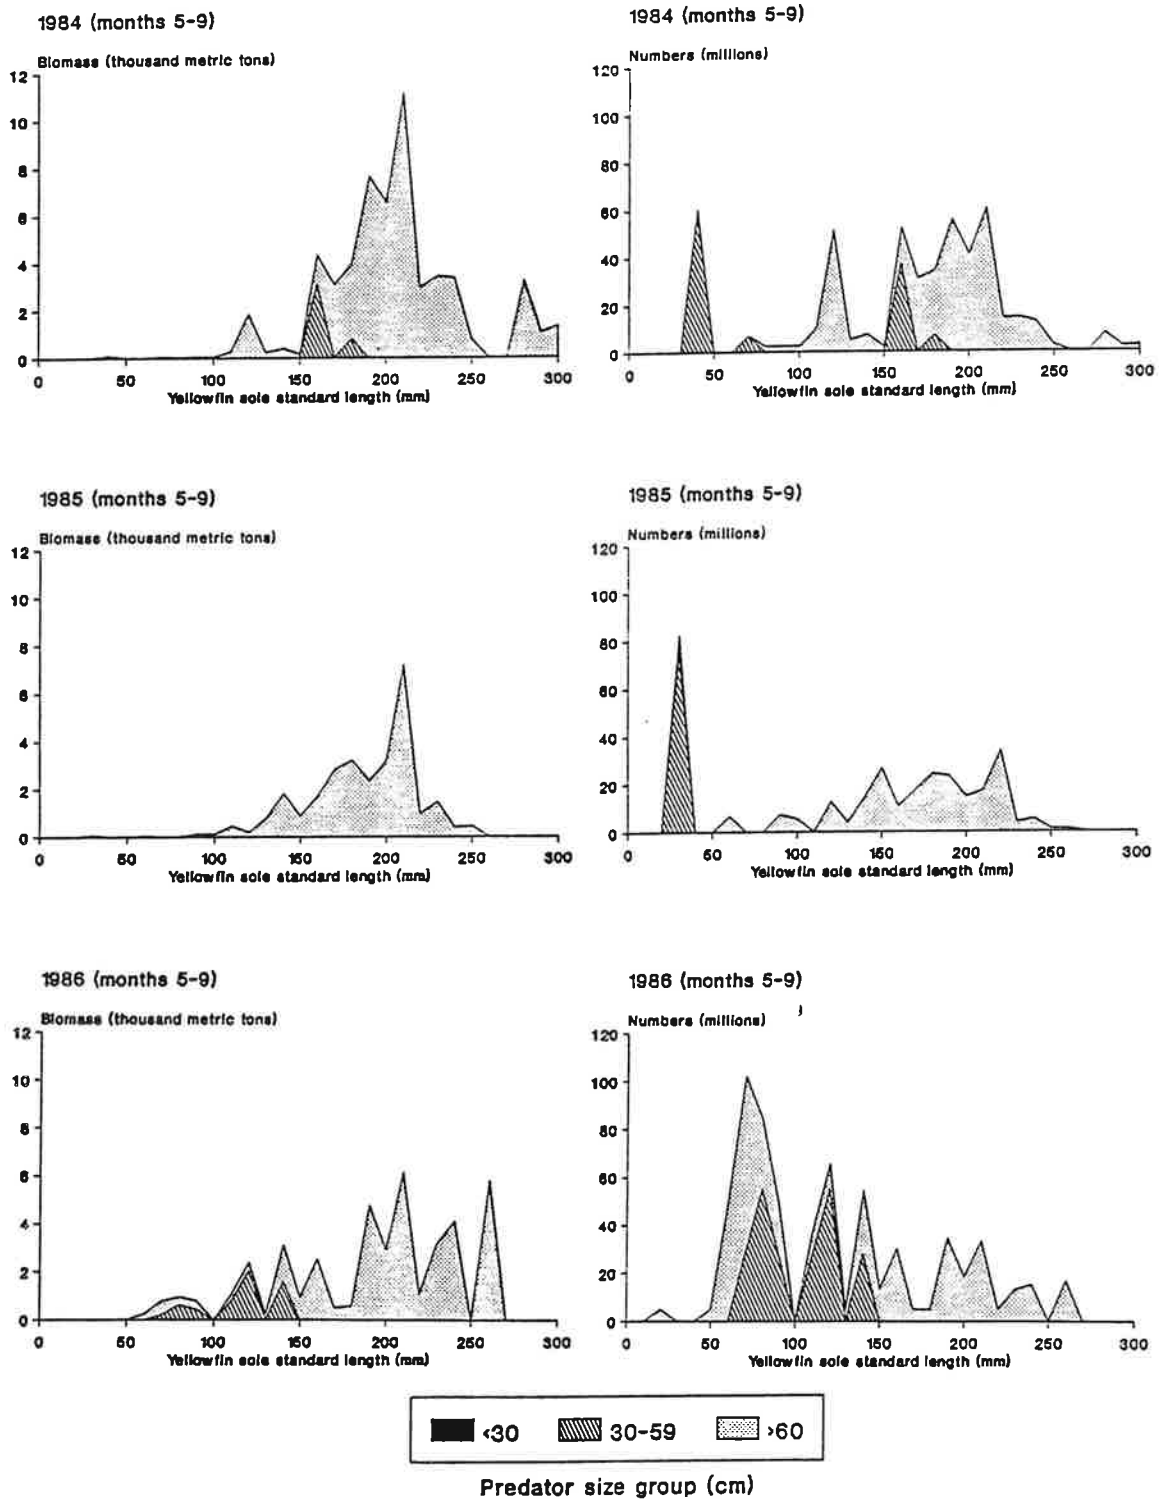 1984 (months 5-9)
Biomass (thousand metric tons)
12
10
8
6
4
2
0
0 50 100 150 200 250 300
Yellowfin sole standard length (mm)
1984 (months 5-9)
Numbers (millions)
120
100
80
60
40
20
0
0 50 100 150 200 250 300
Yellowfin sole standard length (mm)
1985 (months 5-9)
Biomass (thousand metric tons)
12
10
8
6
4
2
0
0 50 100 150 200 250 300
Yellowfin sole standard length (mm)
1985 (months 5-9)
Numbers (millions)
120
100
80
60
40
20
0
0 50 100 150 200 250 300
Yellowfin sole standard length (mm)
1986 (months 5-9)
Biomass (thousand metric tons)
12
10
8
6
4
2
0
0 50 100 150 200 250 300
Yellowfin sole standard length (mm)
1986 (months 5-9)
Numbers (millions)
120
100
80
60
40
20
0
0 50 100 150 200 250 300
Yellowfin sole standard length (mm)
<30 30-59 >60
Predator size group (cm)